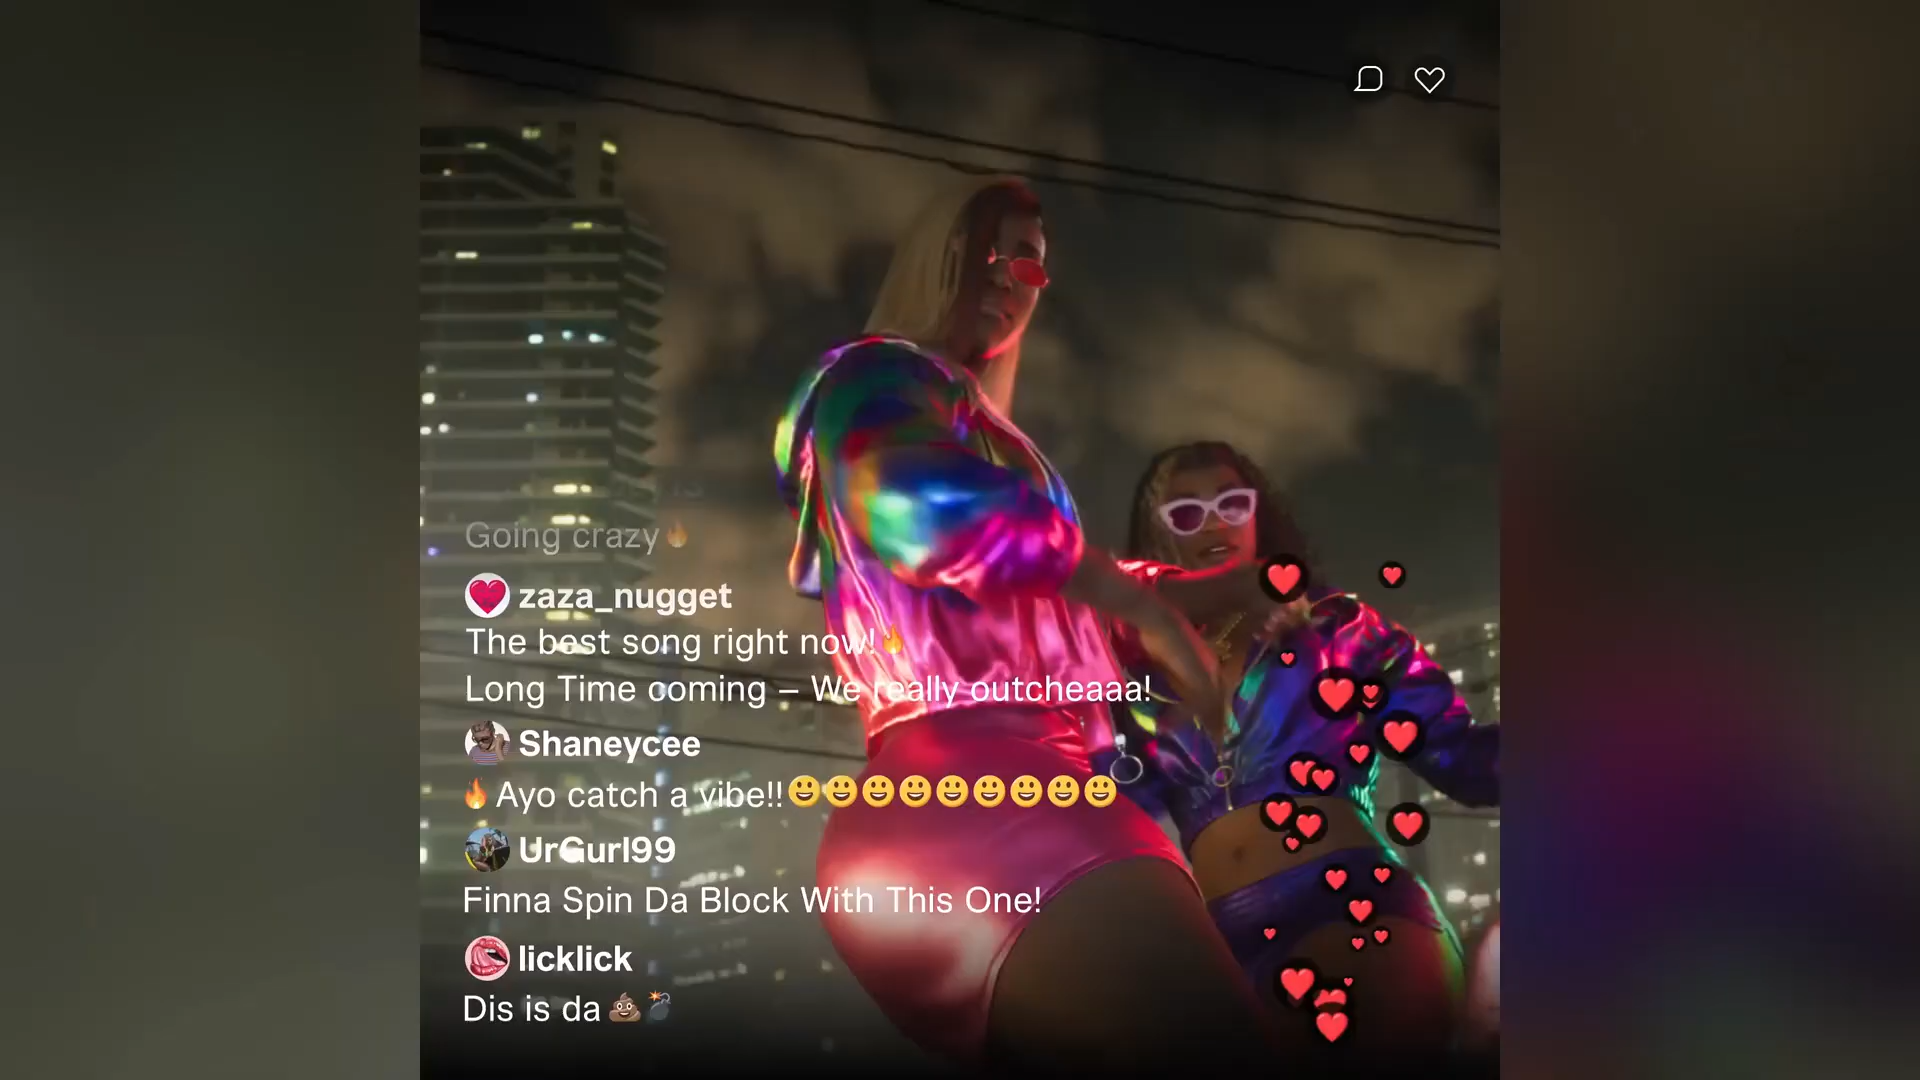 Going crazy🔥
zaza_nugget
The best song right now!🔥
Long Time coming – We really outcheaaa!
Shaneycee
🔥Ayo catch a vibe!!😀😀😀😀😀😀😀😀😀
UrGurl99
Finna Spin Da Block With This One!
licklick
Dis is da💩💣